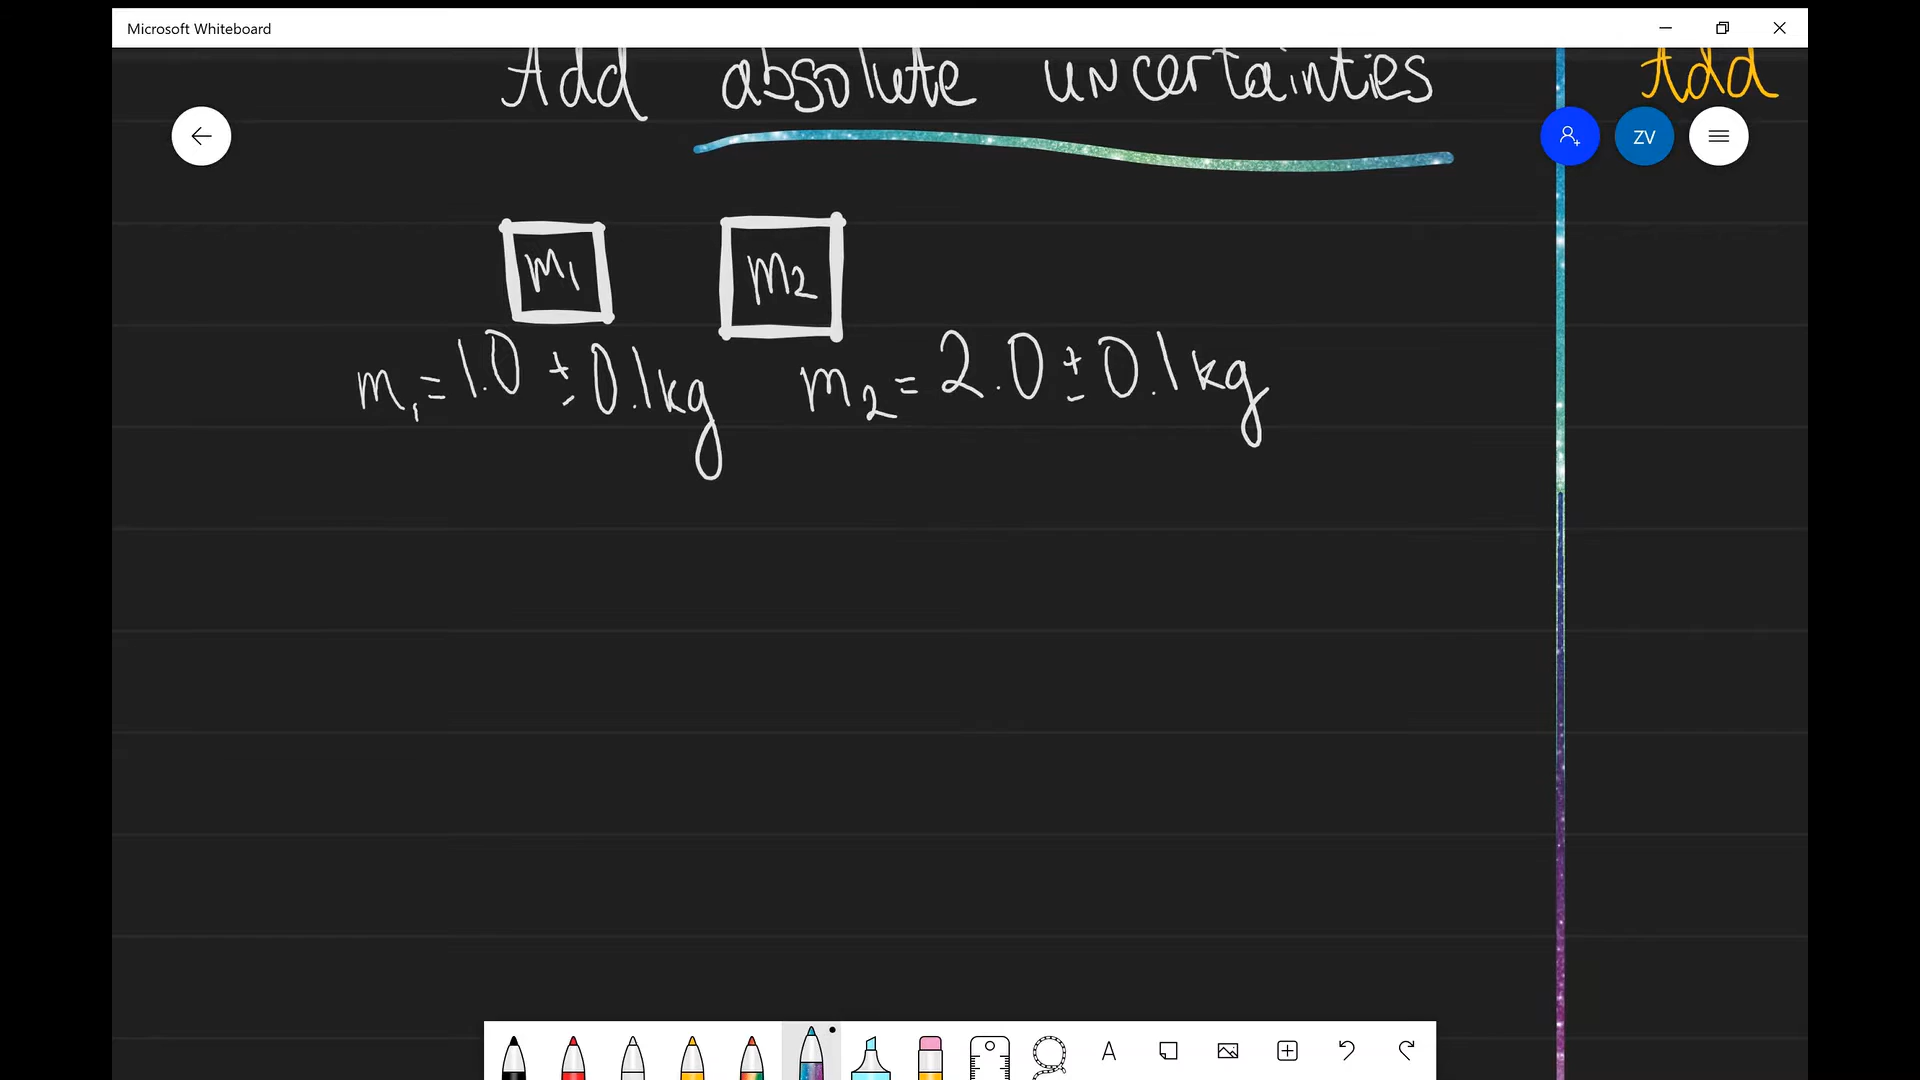 Microsoft Whiteboard
Add absolute uncertainties
Add
ZV
m₁ m₂
m₁ = 1.0 ± 0.1kg m₂ = 2.0 ± 0.1kg
A